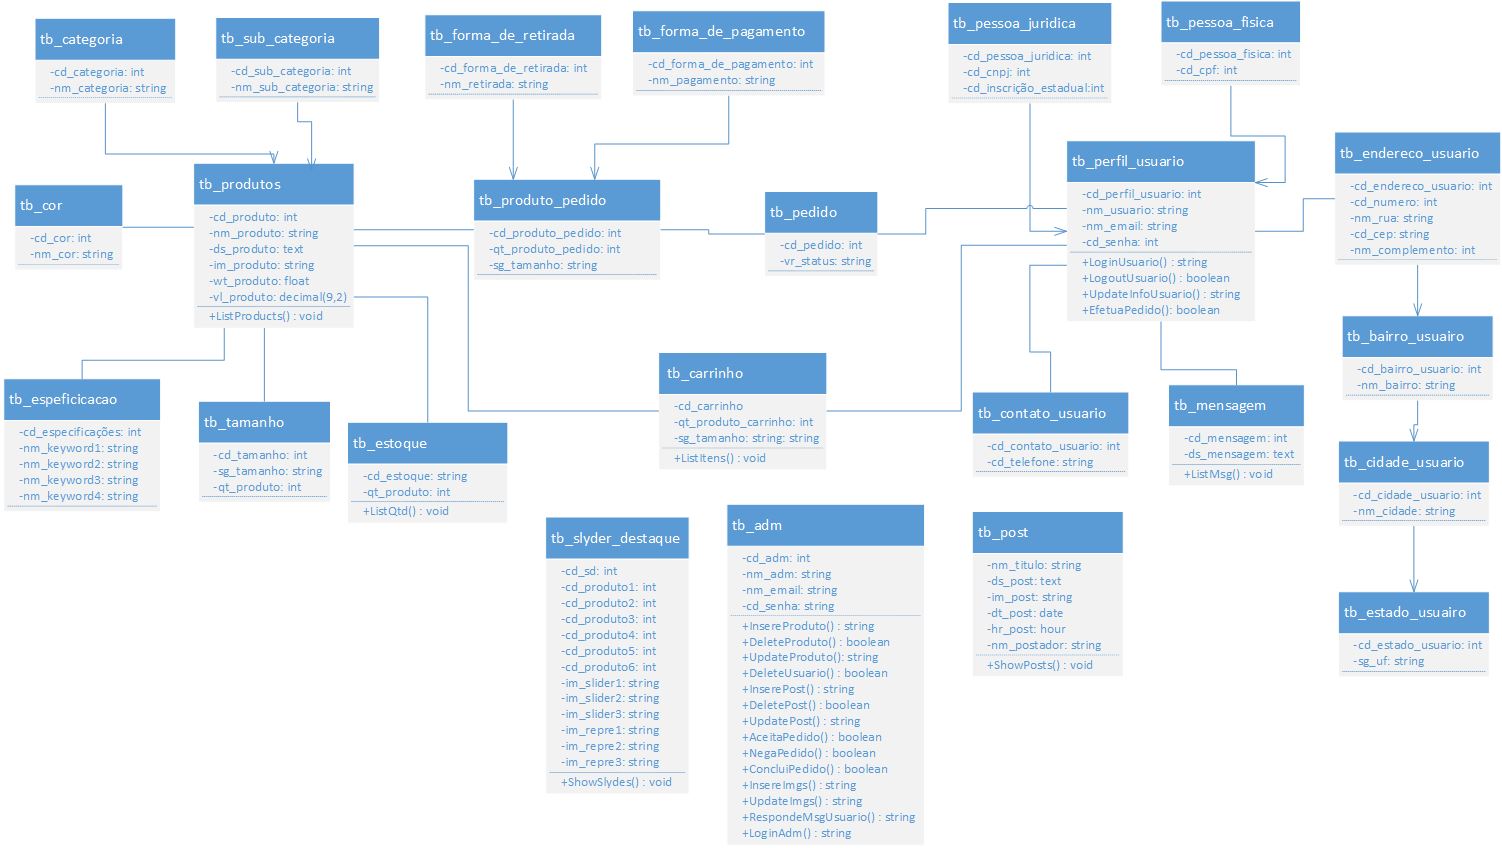 tb_categoria
-cd_categoria: int
-nm_categoria: string
tb_sub_categoria
-cd_sub_categoria: int
-nm_sub_categoria: string
tb_forma_de_retirada
-cd_forma_de_retirada: int
-nm_retirada: string
tb_forma_de_pagamento
-cd_forma_de_pagamento: int
-nm_pagamento: string
tb_pessoa_juridica
-cd_pessoa_juridica: int
-cd_cnpj: int
-cd_inscrição_estadual:int
tb_pessoa_fisica
-cd_pessoa_fisica: int
-cd_cpf: int
tb_cor
-cd_cor: int
-nm_cor: string
tb_produtos
-cd_produto: int
-nm_produto: string
-ds_produto: text
-im_produto: string
-wt_produto: float
-vl_produto: decimal(9,2)
+ListProducts() : void
tb_produto_pedido
-cd_produto_pedido: int
-qt_produto_pedido: int
-sg_tamanho: string
tb_pedido
-cd_pedido: int
-vr_status: string
tb_perfil_usuario
-cd_perfil_usuario: int
-nm_usuario: string
-nm_email: string
-cd_senha: int
+LoginUsuario() : string
+LogoutUsuario() : boolean
+UpdateInfoUsuario() : string
+EfetuaPedido(): boolean
tb_endereco_usuario
-cd_endereco_usuario: int
-cd_numero: int
-nm_rua: string
-cd_cep: string
-nm_complemento: int
tb_bairro_usuairo
-cd_bairro_usuario: int
-nm_bairro: string
tb_espeficicacao
-cd_especificações: int
-nm_keyword1: string
-nm_keyword2: string
-nm_keyword3: string
-nm_keyword4: string
tb_tamanho
-cd_tamanho: int
-sg_tamanho: string
-qt_produto: int
tb_estoque
-cd_estoque: string
-qt_produto: int
+ListQtd() : void
tb_carrinho
-cd_carrinho
-qt_produto_carrinho: int
-sg_tamanho: string: string
+ListItens() : void
tb_contato_usuario
-cd_contato_usuario: int
-cd_telefone: string
tb_mensagem
-cd_mensagem: int
-ds_mensagem: text
+ListMsg() : void
tb_cidade_usuario
-cd_cidade_usuario: int
-nm_cidade: string
tb_slyder_destaque
-cd_sd: int
-cd_produto1: int
-cd_produto2: int
-cd_produto3: int
-cd_produto4: int
-cd_produto5: int
-cd_produto6: int
-im_slider1: string
-im_slider2: string
-im_slider3: string
-im_repre1: string
-im_repre2: string
-im_repre3: string
+ShowSlydes() : void
tb_adm
-cd_adm: int
-nm_adm: string
-nm_email: string
-cd_senha: string
+InsereProduto() : string
+DeleteProduto() : boolean
+UpdateProduto(): string
+DeleteUsuario() : boolean
+InserePost() : string
+DeletePost() : boolean
+UpdatePost() : string
+AceitaPedido() : boolean
+NegaPedido() : boolean
+ConcluiPedido() : boolean
+InsereImgs() : string
+UpdateImgs() : string
+RespondeMsgUsuario() : string
+LoginAdm() : string
tb_post
-nm_titulo: string
-ds_post: text
-im_post: string
-dt_post: date
-hr_post: hour
-nm_postador: string
+ShowPosts() : void
tb_estado_usuairo
-cd_estado_usuario: int
-sg_uf: string